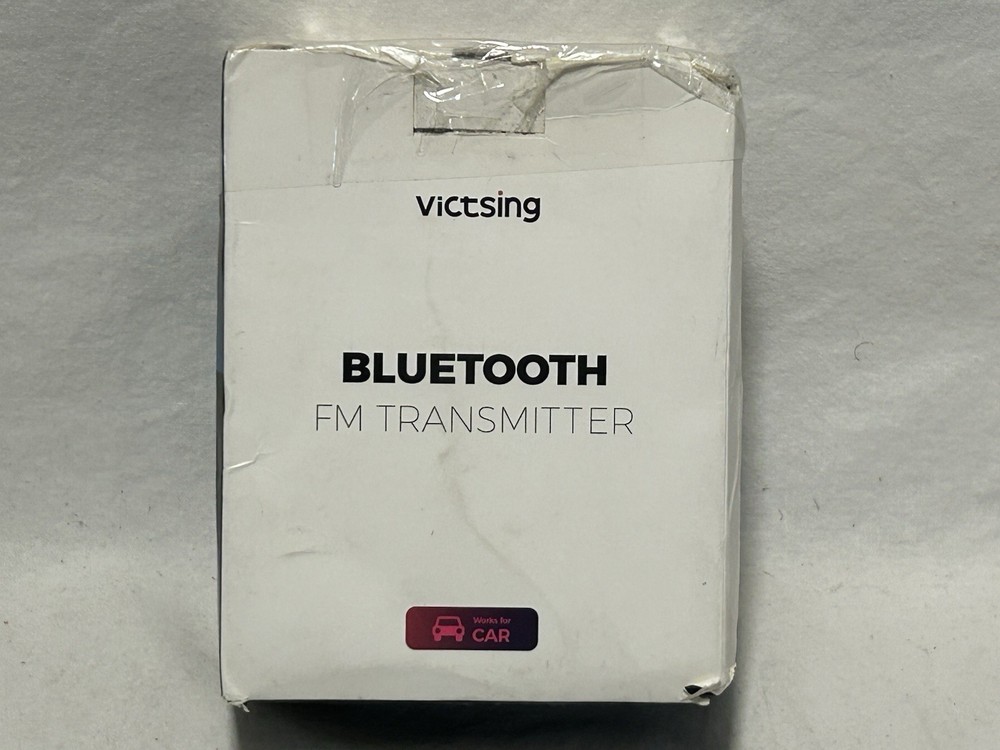 victsing
BLUETOOTH
FM TRANSMITTER
Works for
CAR